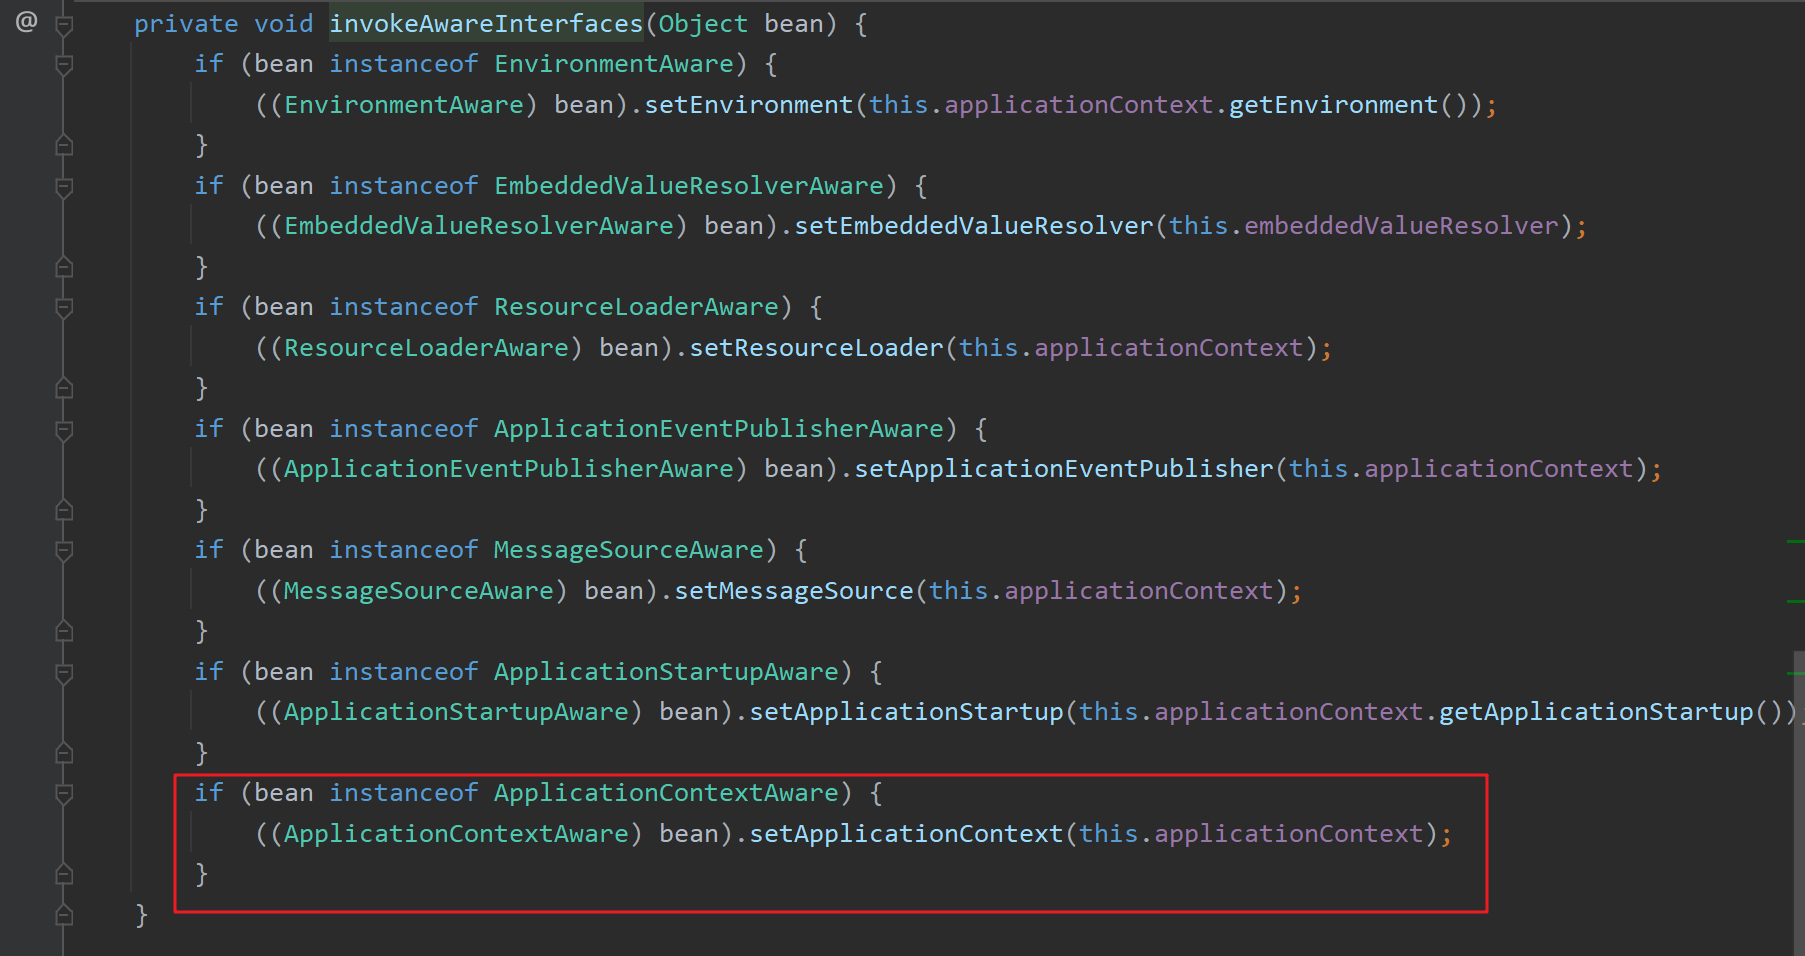 @ private void invokeAwareInterfaces(Object bean) {
if (bean instanceof EnvironmentAware) {
((EnvironmentAware) bean).setEnvironment(this.applicationContext.getEnvironment());
}
if (bean instanceof EmbeddedValueResolverAware) {
((EmbeddedValueResolverAware) bean).setEmbeddedValueResolver(this.embeddedValueResolver);
}
if (bean instanceof ResourceLoaderAware) {
((ResourceLoaderAware) bean).setResourceLoader(this.applicationContext);
}
if (bean instanceof ApplicationEventPublisherAware) {
((ApplicationEventPublisherAware) bean).setApplicationEventPublisher(this.applicationContext);
}
if (bean instanceof MessageSourceAware) {
((MessageSourceAware) bean).setMessageSource(this.applicationContext);
}
if (bean instanceof ApplicationStartupAware) {
((ApplicationStartupAware) bean).setApplicationStartup(this.applicationContext.getApplicationStartup());
}
if (bean instanceof ApplicationContextAware) {
((ApplicationContextAware) bean).setApplicationContext(this.applicationContext);
}
}